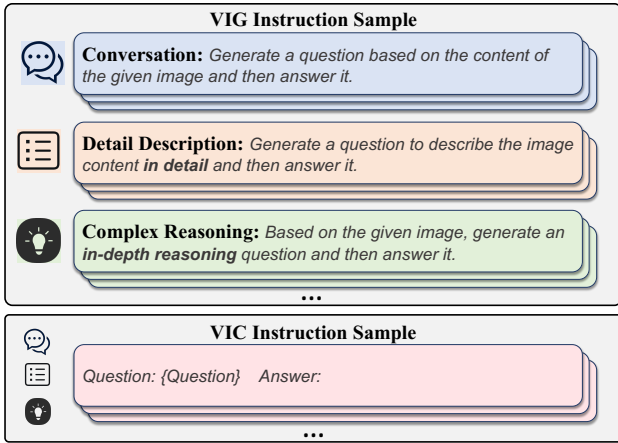 VIG Instruction Sample
Conversation: Generate a question based on the content of
the given image and then answer it.
Detail Description: Generate a question to describe the image
content in detail and then answer it.
Complex Reasoning: Based on the given image, generate an
in-depth reasoning question and then answer it.
...
VIC Instruction Sample
Question: {Question} Answer:
...